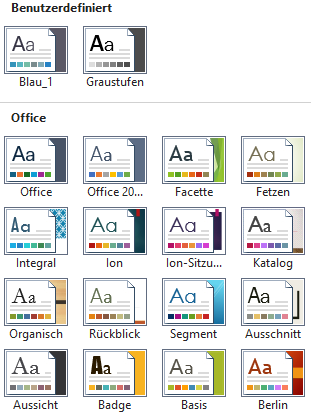 Benutzerdefiniert
Aa Aa
Blau_1 Graustufen
Office
Aa Aa Aa Aa
Office Office 20... Facette Fetzen
Aa Aa Aa Aa
Integral Ion Ion-Sitzu... Katalog
Aa Aa Aa Aa
Organisch Rückblick Segment Ausschnitt
Aa Aa Aa Aa
Aussicht Badge Basis Berlin